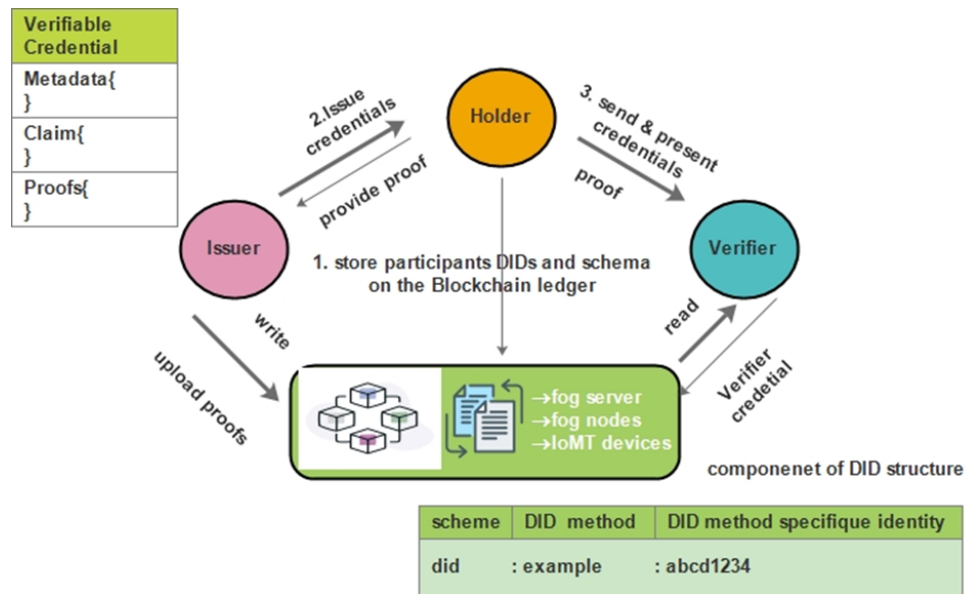 Verifiable
Credential
Metadata{
}
Claim{
}
Proofs{
}
Holder
2.Issue
credentials
provide proof
3. send & present
credentials
proof
Issuer
Verifier
1. store participants DIDs and schema
on the Blockchain ledger
write
upload proofs
read
Verifier
credetial
→fog server
→fog nodes
→IoMT devices
componenet of DID structure
scheme DID method DID method specifique identity
did : example : abcd1234